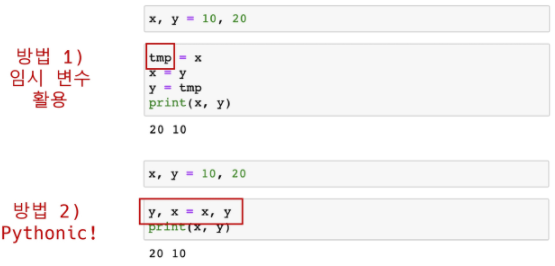 x, y = 10, 20
방법 1)
임시 변수
활용
tmp = x
x = y
y = tmp
print(x, y)
20 10
x, y = 10, 20
방법 2)
Pythonic!
y, x = x, y
print(x, y)
20 10